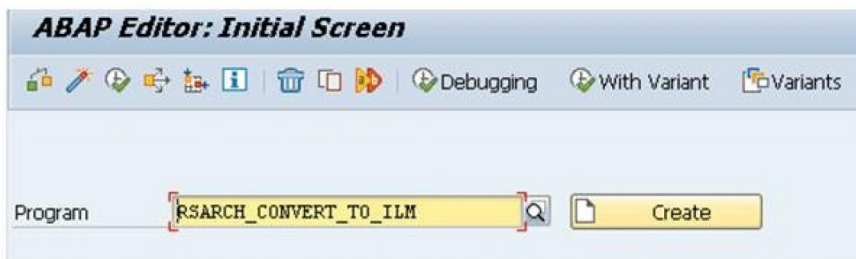 ABAP Editor: Initial Screen
Debugging With Variant Variants
Program RSARCH_CONVERT_TO_ILM Create